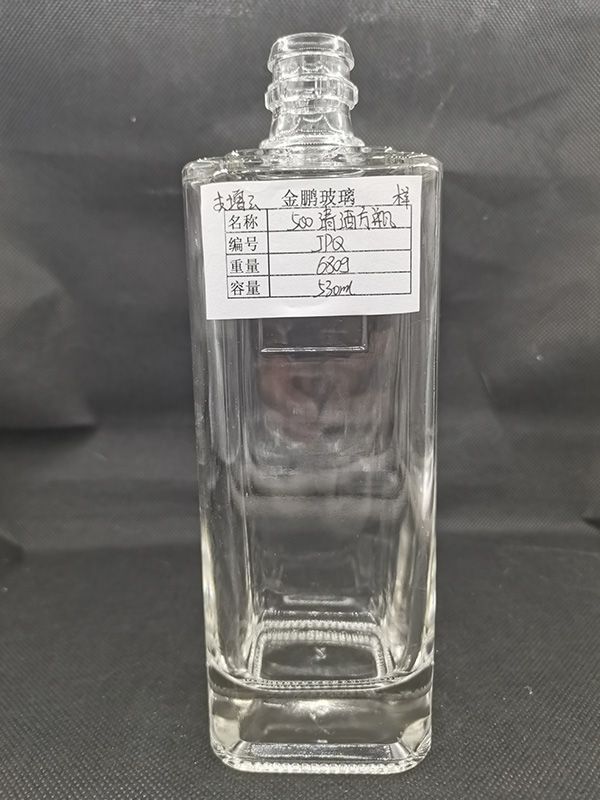 金鹏玻璃 样
名称 500清酒方瓶
编号 JPQ
重量 680g
容量 530ml